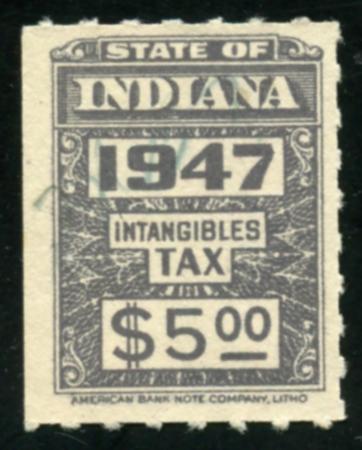 STATE OF
INDIANA
1947
INTANGIBLES
TAX
$5.00
AMERICAN BANK NOTE COMPANY, LITHO